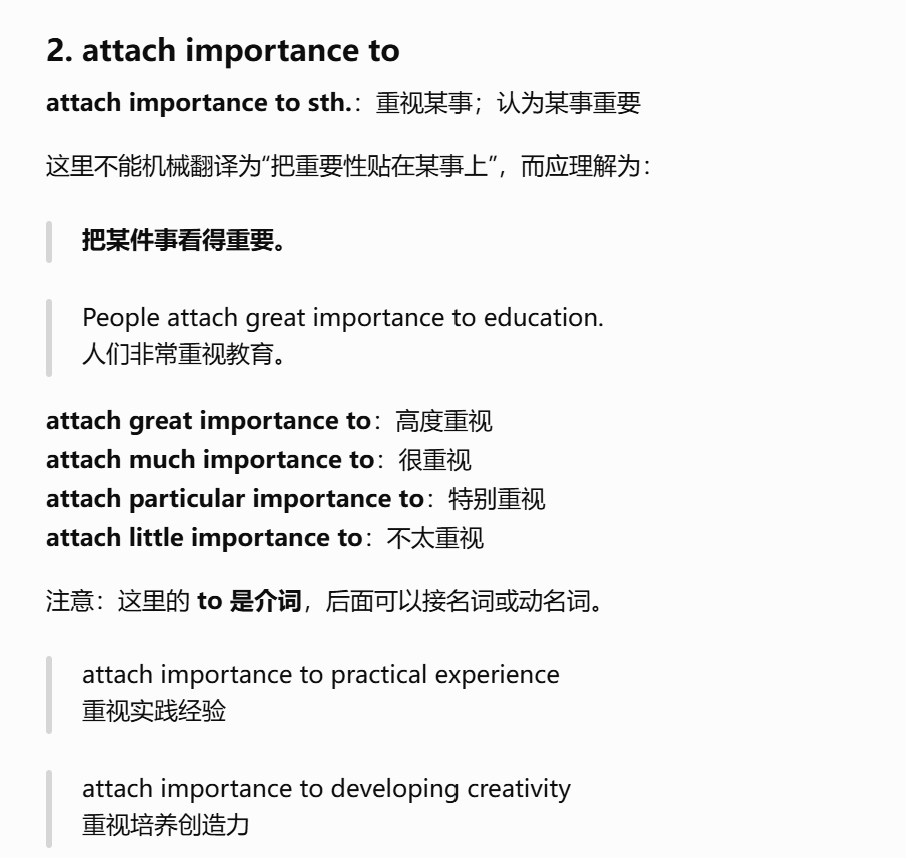 2. attach importance to
attach importance to sth.：重视某事；认为某事重要
这里不能机械翻译为“把重要性贴在某事上”，而应理解为：
把某件事看得重要。
People attach great importance to education.
人们非常重视教育。
attach great importance to：高度重视
attach much importance to：很重视
attach particular importance to：特别重视
attach little importance to：不太重视
注意：这里的 to 是介词，后面可以接名词或动名词。
attach importance to practical experience
重视实践经验
attach importance to developing creativity
重视培养创造力